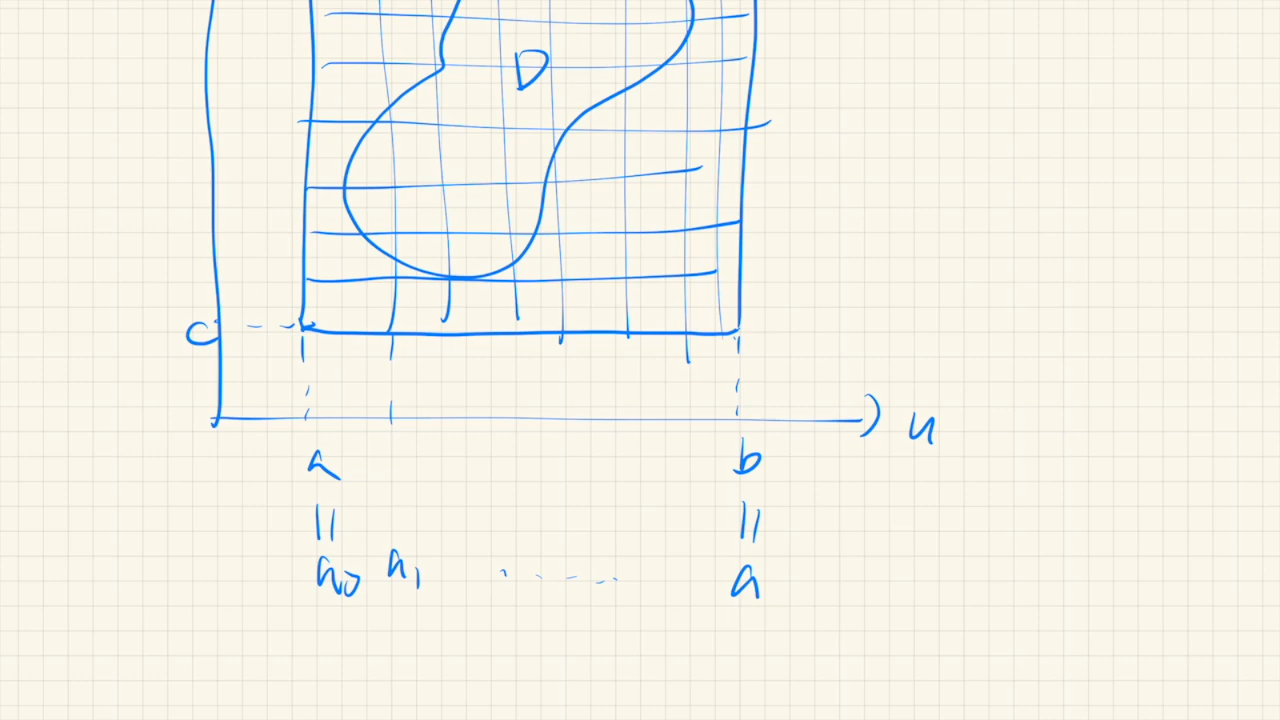 D
C
u
a b
|| ||
a₀ a₁ ..... a